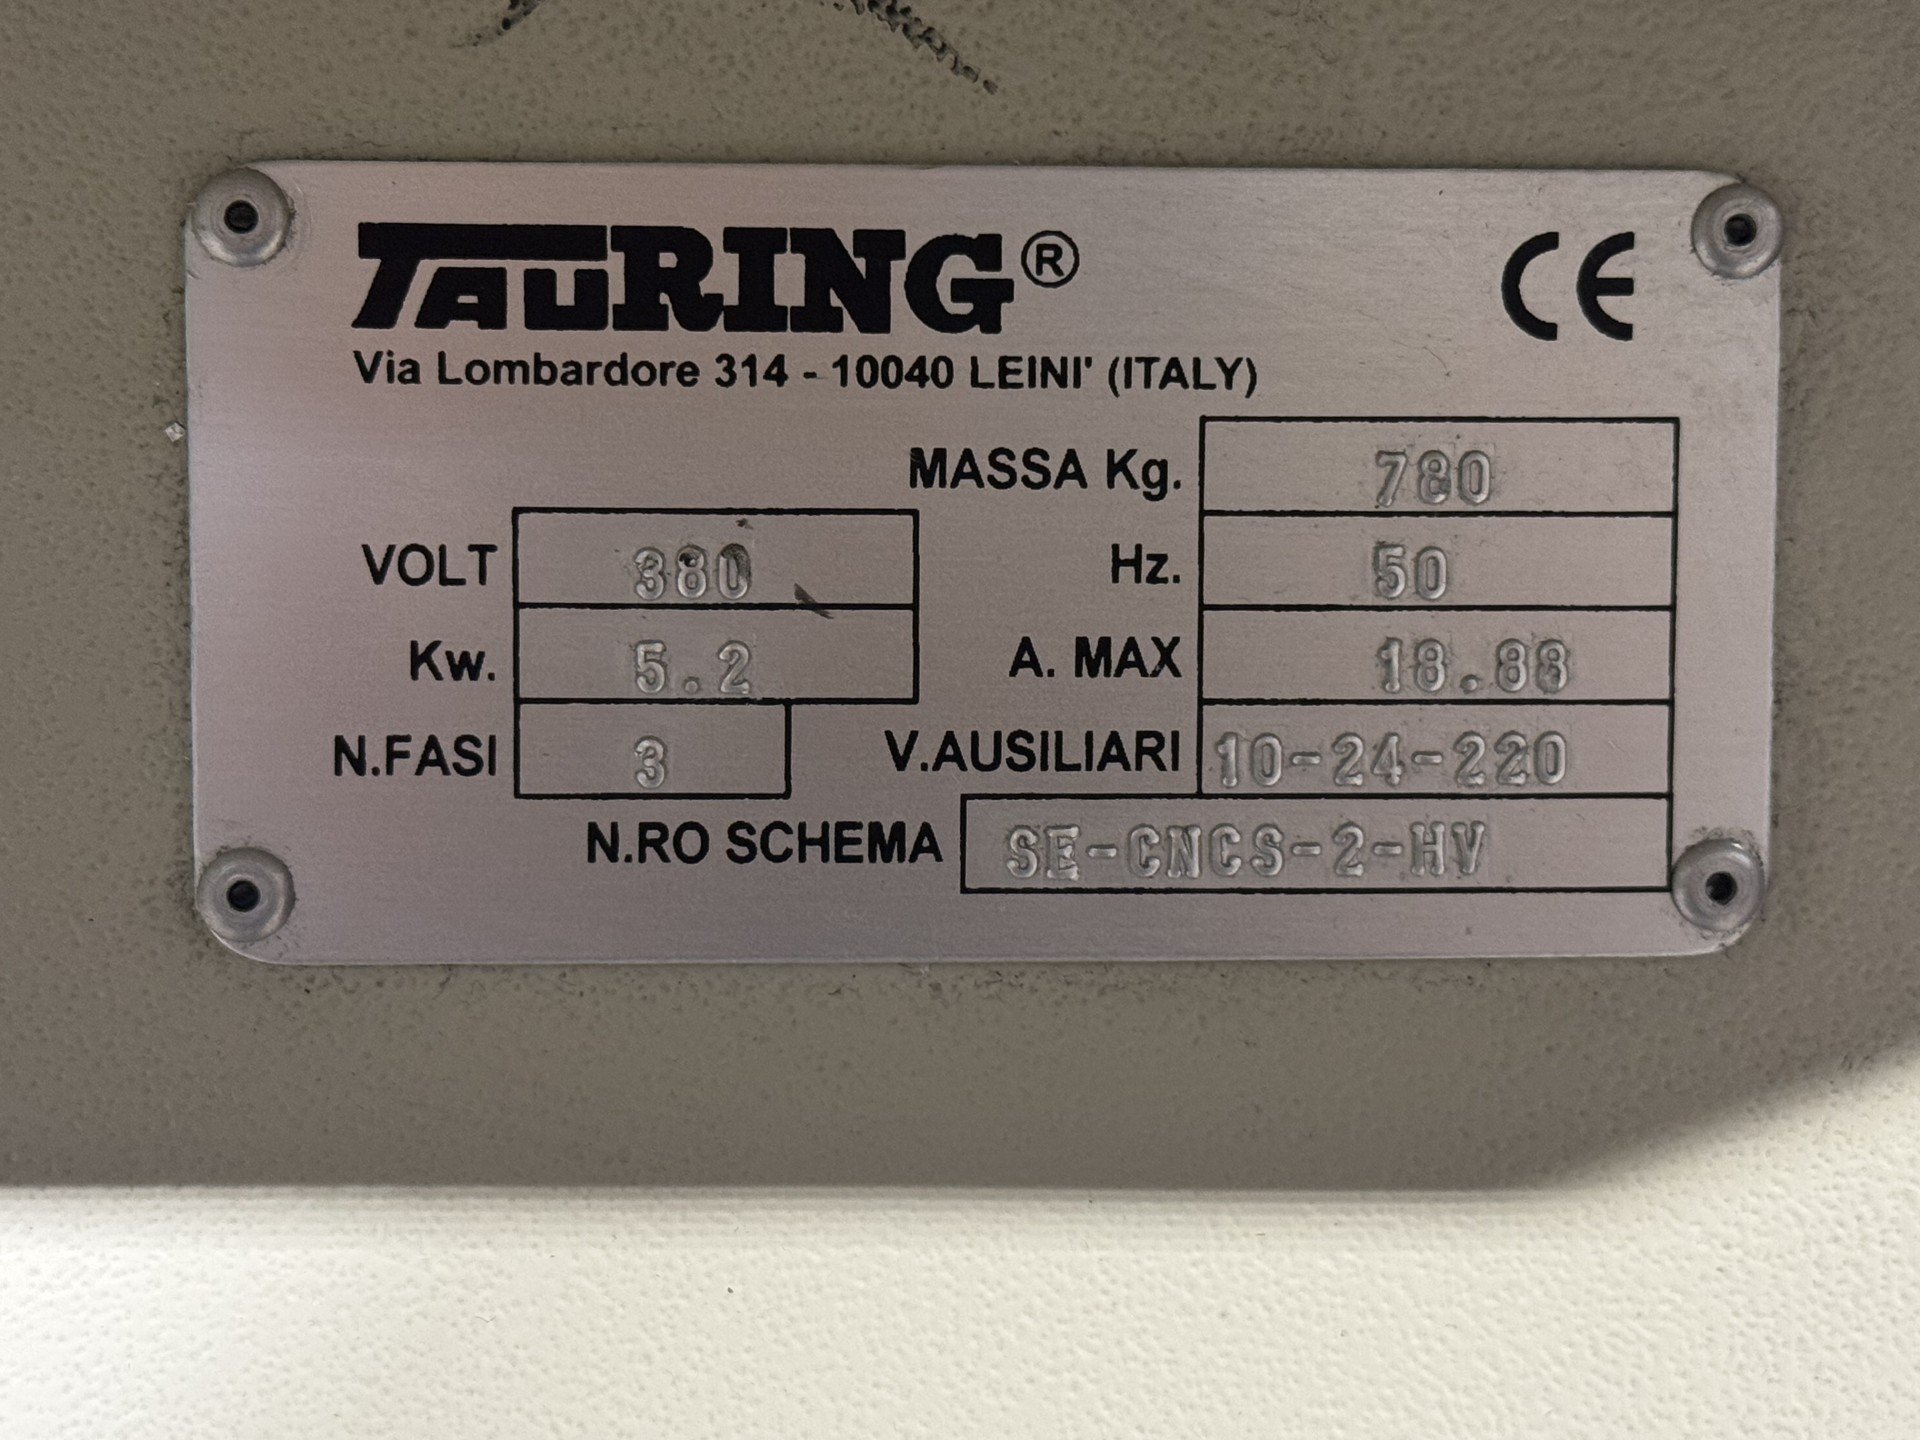 TAURING®
CE
Via Lombardore 314 - 10040 LEINI' (ITALY)
MASSA Kg. 780
VOLT 380
Hz. 50
Kw. 5.2
A. MAX 18.88
N.FASI 3
V.AUSILIARI 10-24-220
N.RO SCHEMA SE-CNCS-2-HV